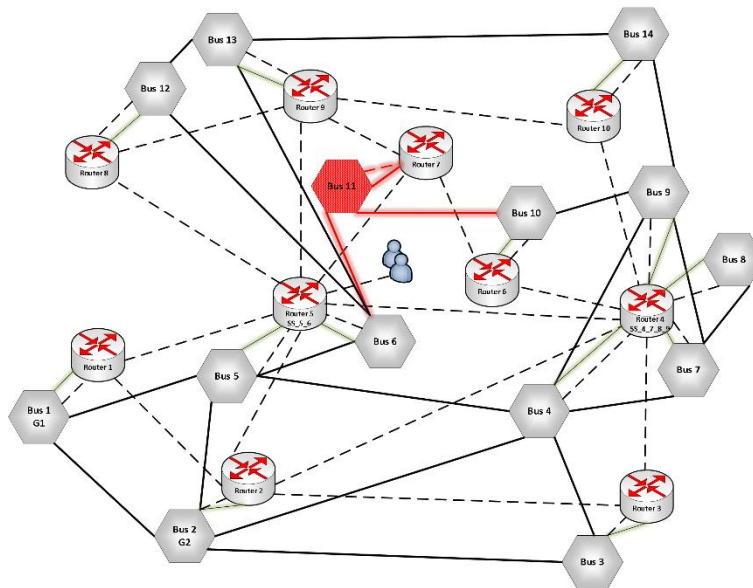 Bus 13
Bus 14
Bus 12
Router 9
Router 10
Router 8
Router 7
Bus 11
Bus 9
Bus 10
Bus 8
Router 6
Router 5
SS_5_6
Router 4
SS_4_7_8_9
Bus 6
Router 1
Bus 5
Bus 7
Bus 1
G1
Bus 4
Router 2
Router 3
Bus 2
G2
Bus 3